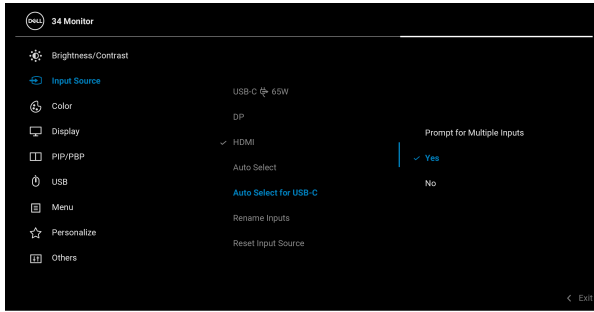 DELL 34 Monitor
Brightness/Contrast
Input Source
Color
Display
PIP/PBP
USB
Menu
Personalize
Others
USB-C 65W
DP
HDMI
Auto Select
Auto Select for USB-C
Rename Inputs
Reset Input Source
Prompt for Multiple Inputs
Yes
No
Exit